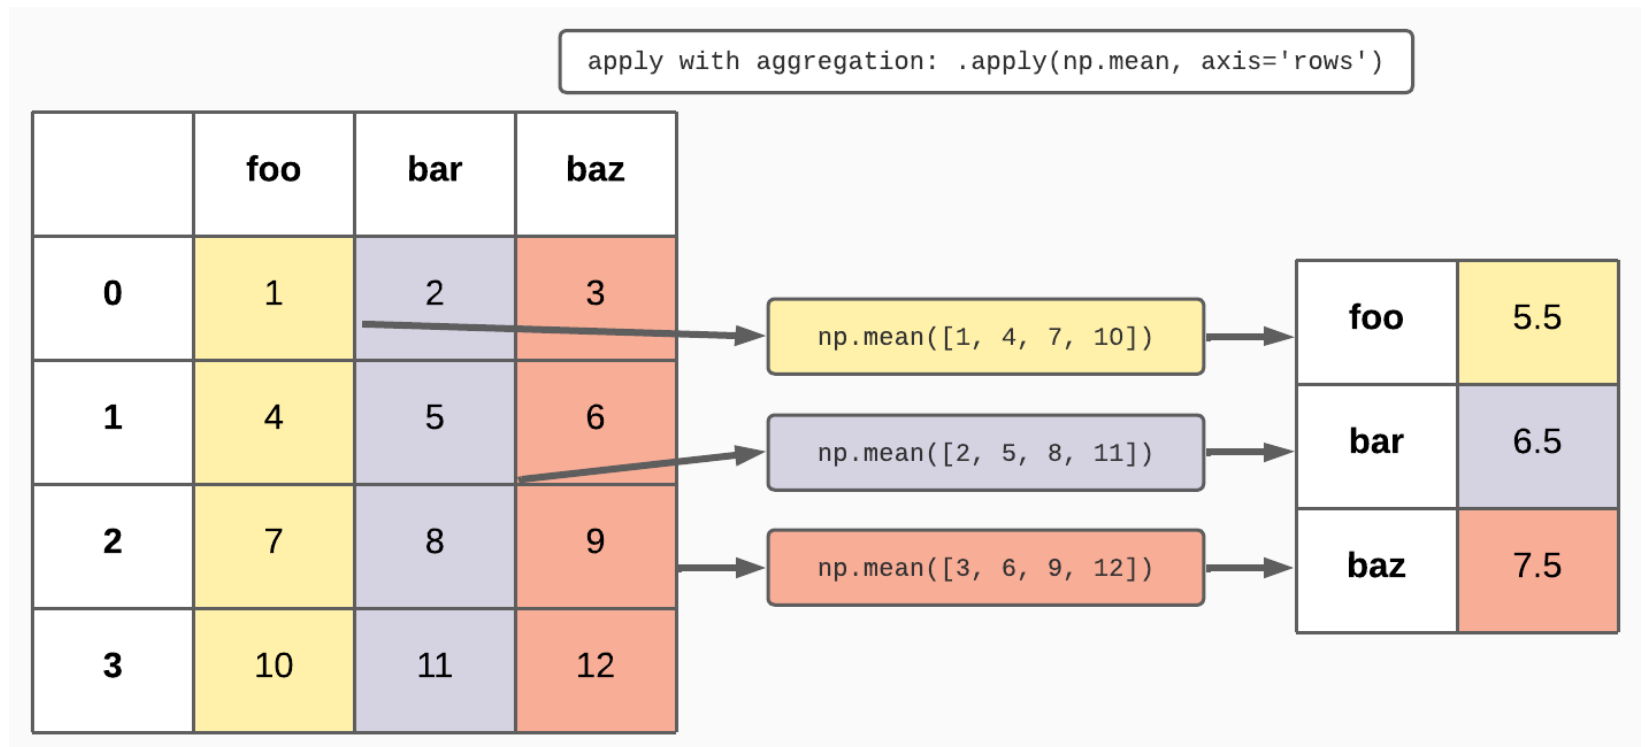 apply with aggregation: .apply(np.mean, axis='rows')
foo bar baz
0 1 2 3
1 4 5 6
2 7 8 9
3 10 11 12
np.mean([1, 4, 7, 10])
np.mean([2, 5, 8, 11])
np.mean([3, 6, 9, 12])
foo 5.5
bar 6.5
baz 7.5